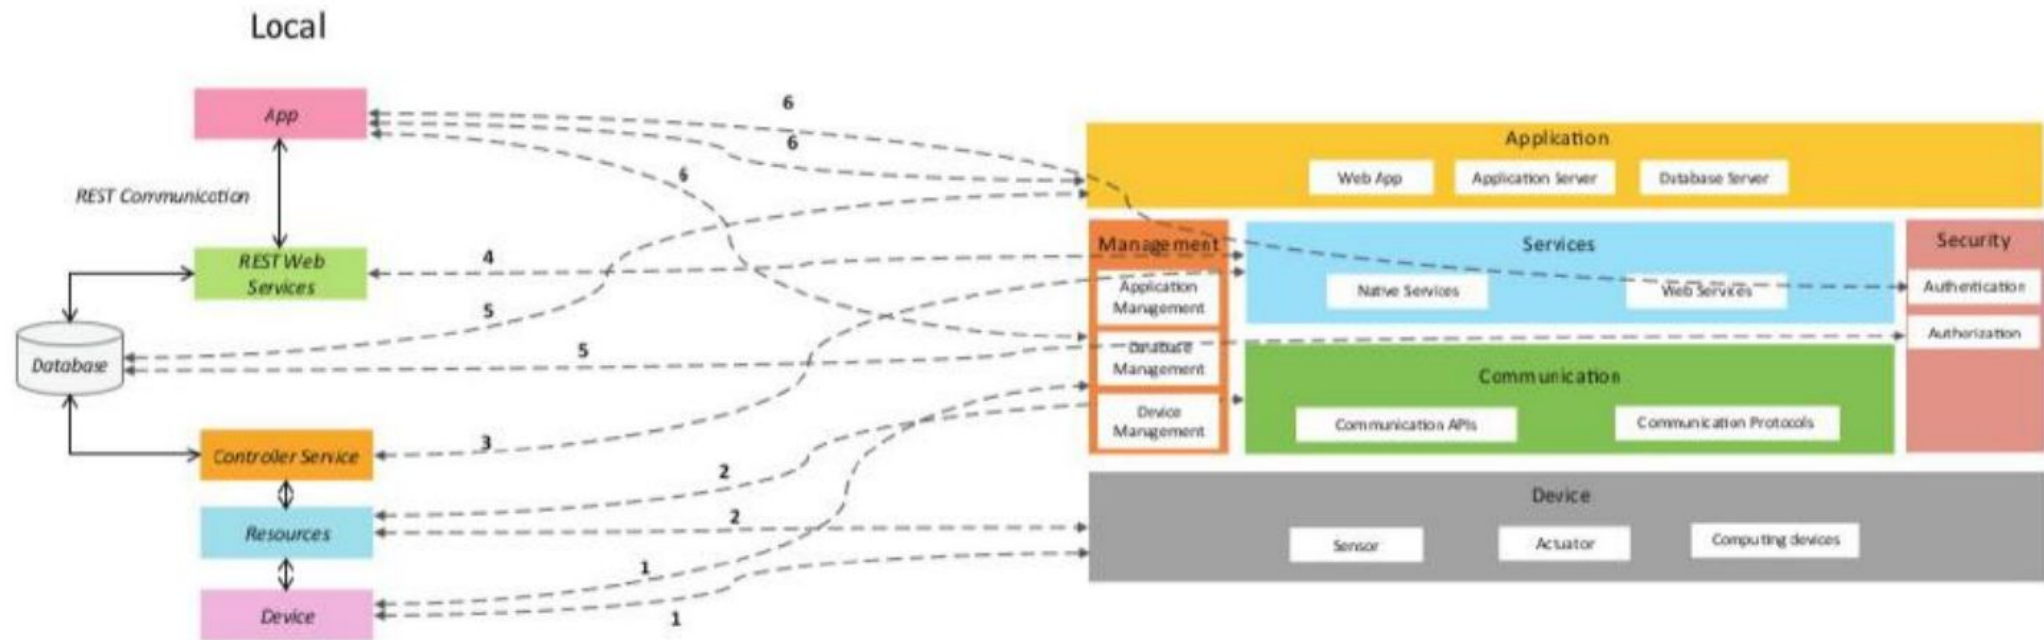 Local
App
REST Communication
REST Web
Services
Database
Controller Service
Resources
Device
6
6
6
4
5
5
3
2
2
1
1
Application
Web App
Application Server
Database Server
Management
Application
Management
Database
Management
Device
Management
Services
Native Services
Web Services
Security
Authentication
Authorization
Communication
Communication APIs
Communication Protocols
Device
Sensor
Actuator
Computing devices